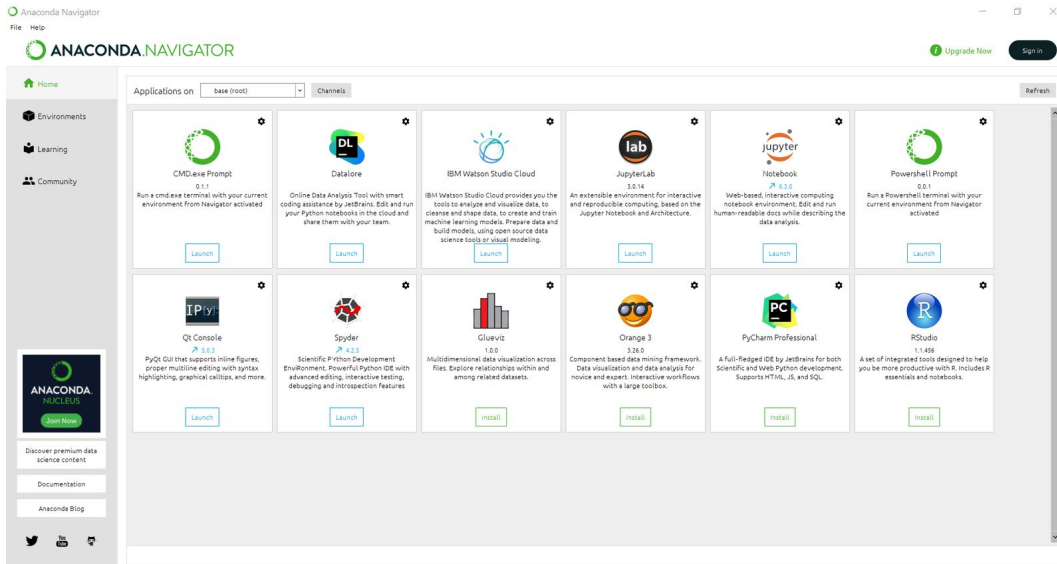 Anaconda Navigator
File Help
ANACONDA.NAVIGATOR
Upgrade Now
Sign in
Home
Environments
Learning
Community
ANACONDA.
NUCLEUS
Join Now
Discover premium data
science content
Documentation
Anaconda Blog
You
Tube
Applications on base (root) Channels
Refresh
CMD.exe Prompt
0.1.1
Run a cmd.exe terminal with your current
environment from Navigator activated
Launch
DL
Datalore
Online Data Analysis Tool with smart
coding assistance by JetBrains. Edit and run
your Python notebooks in the cloud and
share them with your team.
Launch
IBM Watson Studio Cloud
IBM Watson Studio Cloud provides you the
tools to analyze and visualize data, to
cleanse and shape data, to create and train
machine learning models. Prepare data and
build models, using open source data
science tools or visual modeling.
Launch
lab
JupyterLab
3.0.14
An extensible environment for interactive
and reproducible computing, based on the
Jupyter Notebook and Architecture.
Launch
jupyter
Notebook
6.3.0
Web-based, interactive computing
notebook environment. Edit and run
human-readable docs while describing the
data analysis.
Launch
Powershell Prompt
0.0.1
Run a Powershell terminal with your
current environment from Navigator
activated
Launch
IP[y]:
Qt Console
5.0.3
PyQt GUI that supports inline figures,
proper multiline editing with syntax
highlighting, graphical calltips, and more.
Launch
Spyder
4.2.5
Scientific PYthon Development
EnviRonment. Powerful Python IDE with
advanced editing, interactive testing,
debugging and introspection features
Launch
Glueviz
1.0.0
Multidimensional data visualization across
files. Explore relationships within and
among related datasets.
Install
Orange 3
3.26.0
Component based data mining framework.
Data visualization and data analysis for
novice and expert. Interactive workflows
with a large toolbox.
Install
PC
PyCharm Professional
A full-fledged IDE by JetBrains for both
Scientific and Web Python development.
Supports HTML, JS, and SQL.
Install
R
RStudio
1.1.456
A set of integrated tools designed to help
you be more productive with R. Includes R
essentials and notebooks.
Install